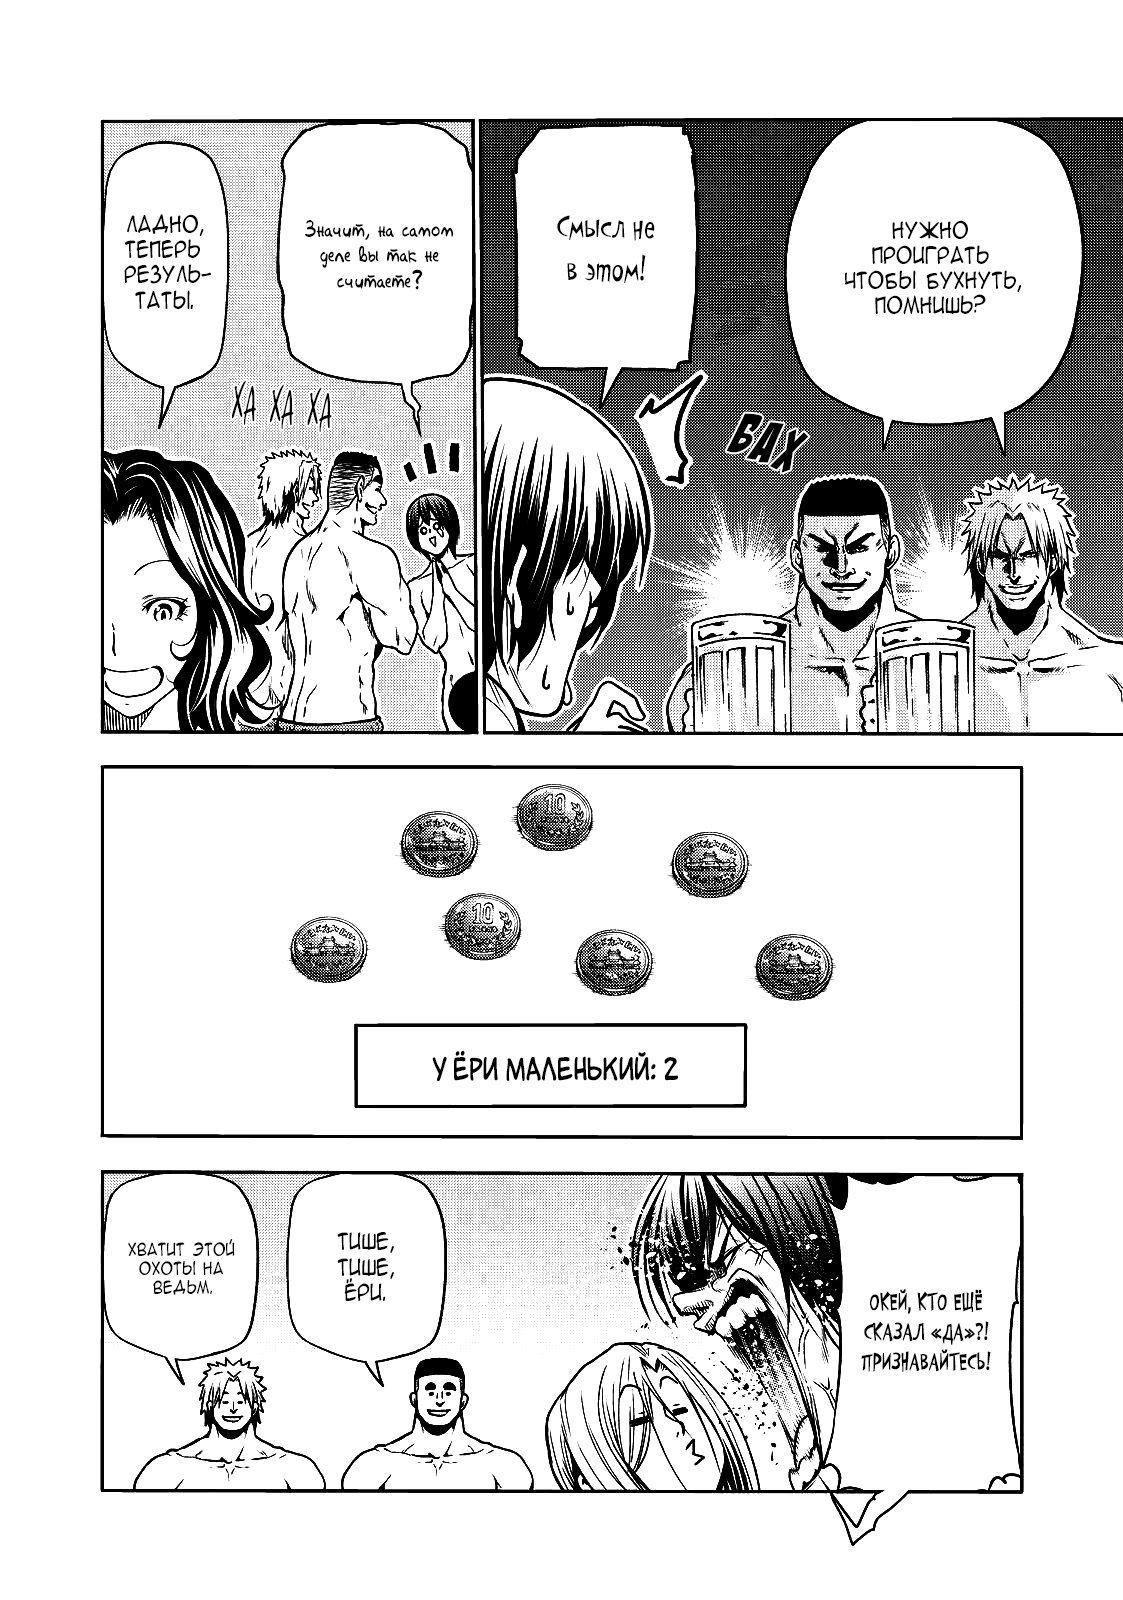 НУЖНО
ПРОИГРАТЬ
ЧТОБЫ БУХНУТЬ,
ПОМНИШЬ?
Смысл не
в этом!
БАХ
Значит, на самом
деле вы так не
считаете?
ЛАДНО,
ТЕПЕРЬ
РЕЗУЛЬ-
ТАТЫ.
ХА ХА ХА
10
10
У ЁРИ МАЛЕНЬКИЙ: 2
ОКЕЙ, КТО ЕЩЁ
СКАЗАЛ «ДА»?!
ПРИЗНАВАЙТЕСЬ!
ТИШЕ,
ТИШЕ,
ЁРИ.
ХВАТИТ ЭТОЙ
ОХОТЫ НА
ВЕДЬМ.